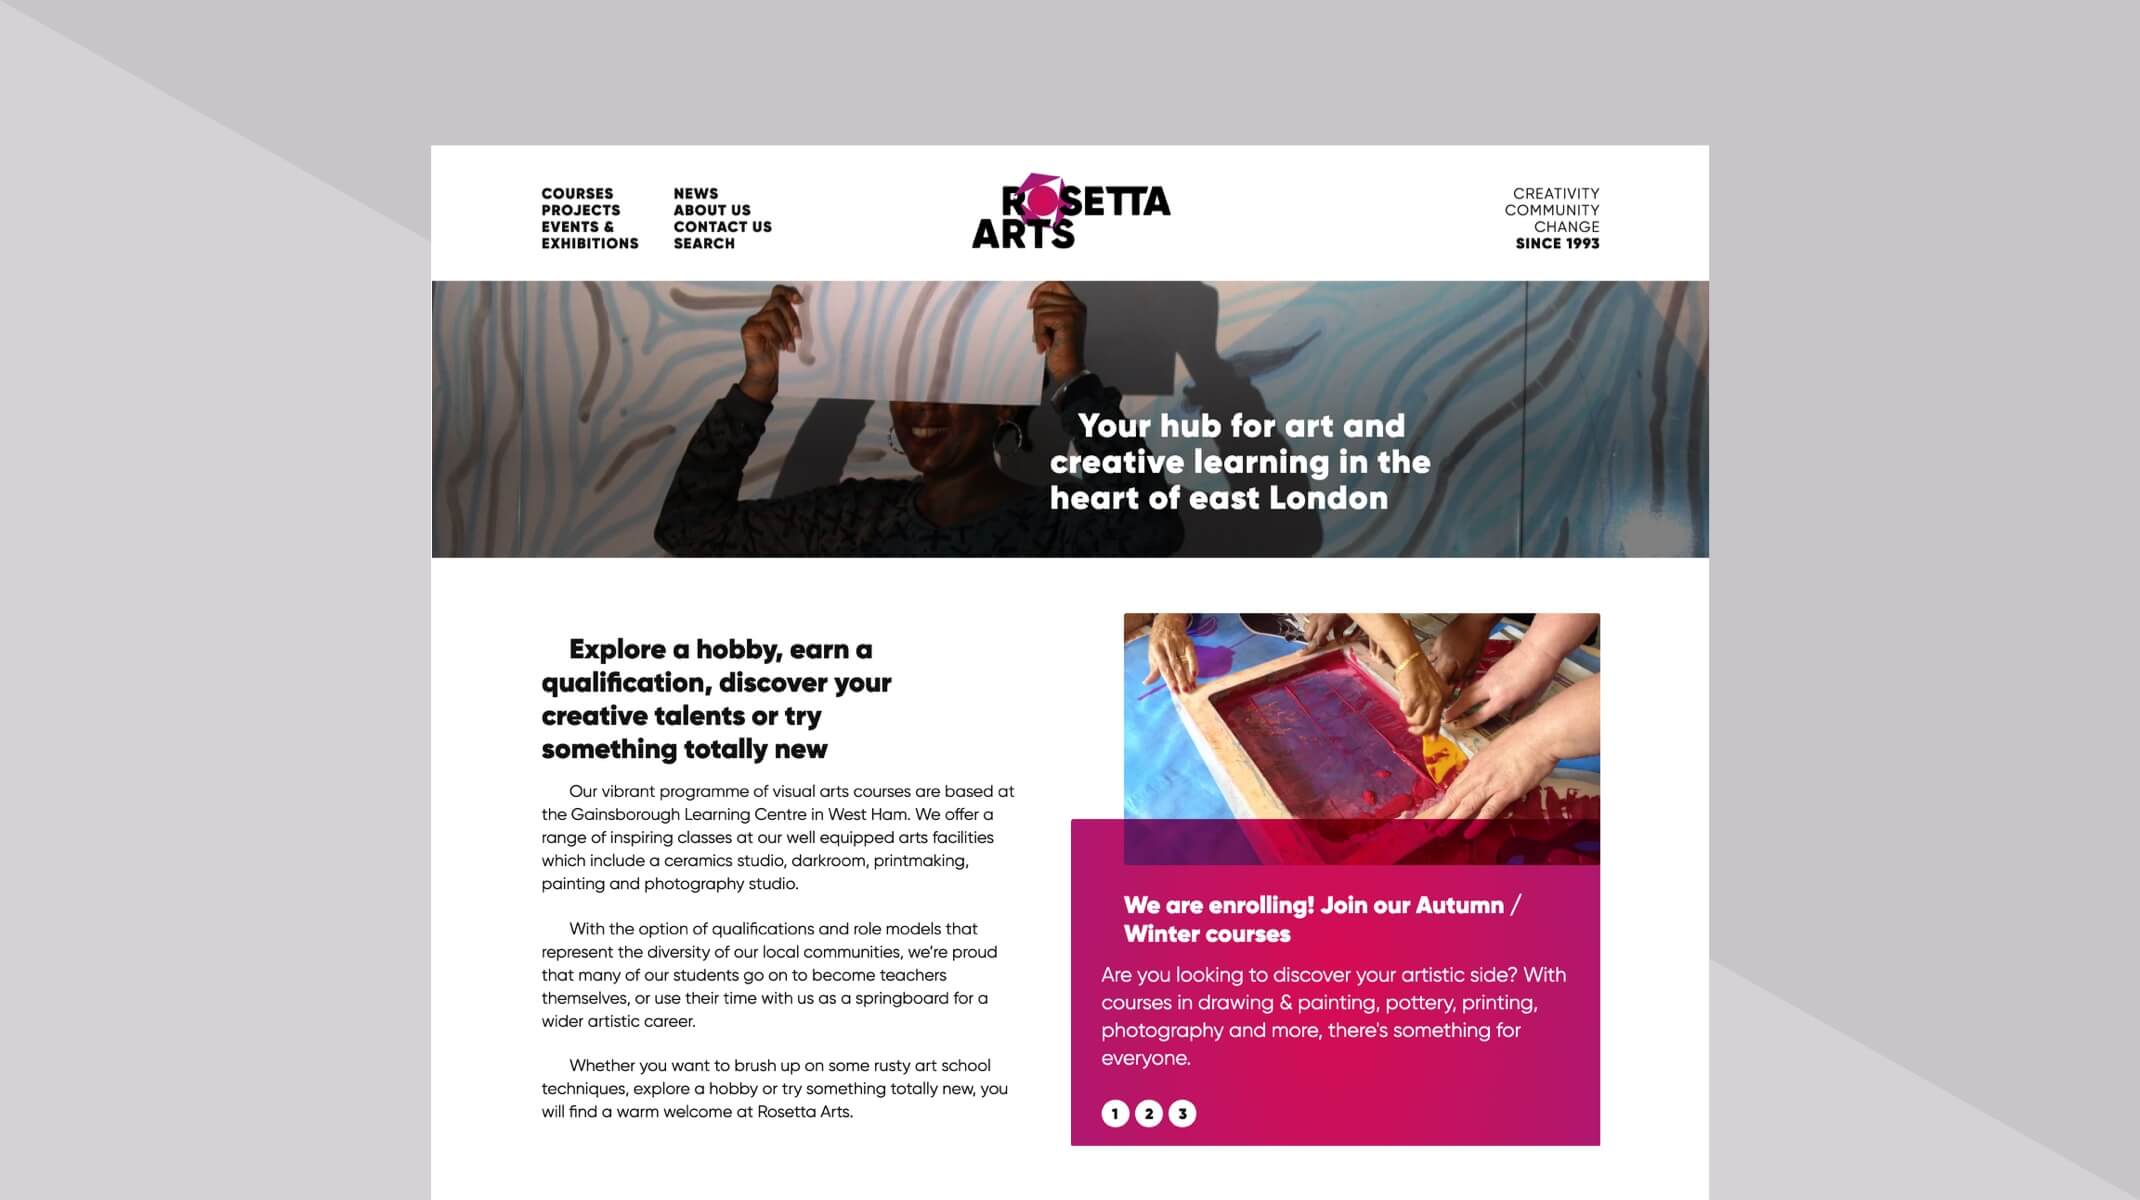 COURSES
PROJECTS
EVENTS &
EXHIBITIONS
NEWS
ABOUT US
CONTACT US
SEARCH
ROSETTA
ARTS
CREATIVITY
COMMUNITY
CHANGE
SINCE 1993
Your hub for art and
creative learning in the
heart of east London
Explore a hobby, earn a
qualification, discover your
creative talents or try
something totally new
Our vibrant programme of visual arts courses are based at
the Gainsborough Learning Centre in West Ham. We offer a
range of inspiring classes at our well equipped arts facilities
which include a ceramics studio, darkroom, printmaking,
painting and photography studio.
With the option of qualifications and role models that
represent the diversity of our local communities, we're proud
that many of our students go on to become teachers
themselves, or use their time with us as a springboard for a
wider artistic career.
Whether you want to brush up on some rusty art school
techniques, explore a hobby or try something totally new, you
will find a warm welcome at Rosetta Arts.
We are enrolling! Join our Autumn /
Winter courses
Are you looking to discover your artistic side? With
courses in drawing & painting, pottery, printing,
photography and more, there's something for
everyone.
1 2 3